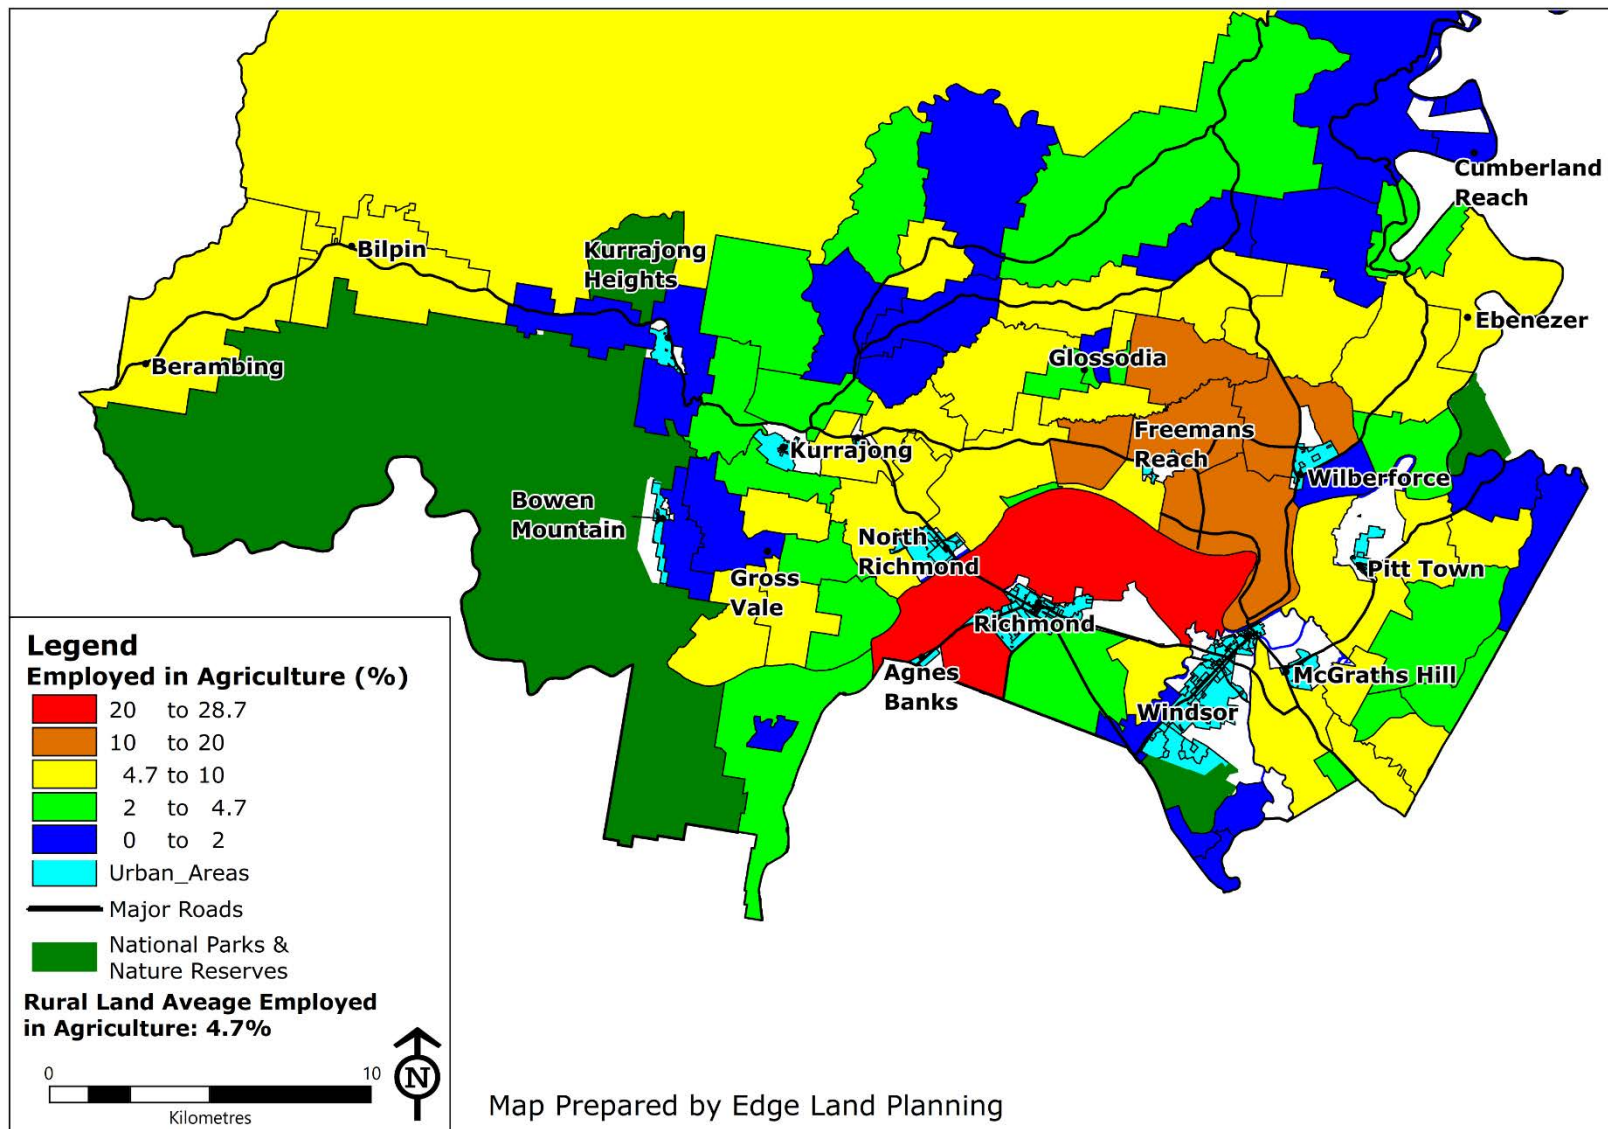 Cumberland
Reach
Bilpin
Kurrajong
Heights
Ebenezer
Glossodia
Berambing
Freemans
Reach
Kurrajong
Wilberforce
Bowen
Mountain
North
Richmond
Pitt Town
Gross
Vale
Richmond
Agnes
Banks
McGraths Hill
Windsor
Legend
Employed in Agriculture (%)
20 to 28.7
10 to 20
4.7 to 10
2 to 4.7
0 to 2
Urban_Areas
Major Roads
National Parks &
Nature Reserves
Rural Land Aveage Employed
in Agriculture: 4.7%
0 10
Kilometres
N
Map Prepared by Edge Land Planning